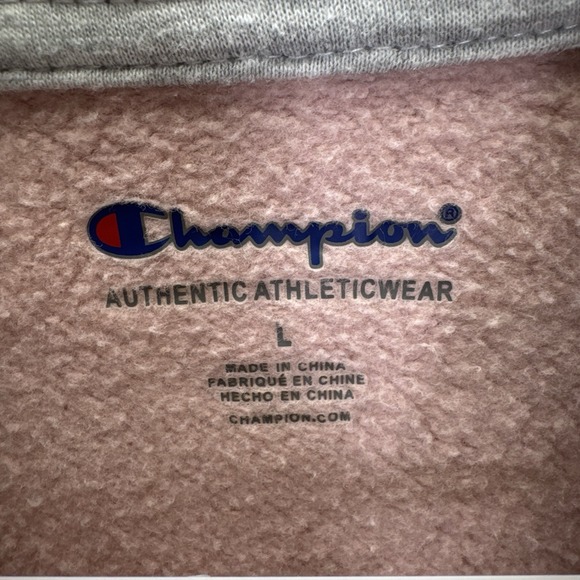 Champion®
AUTHENTIC ATHLETICWEAR
L
MADE IN CHINA
FABRIQUÉ EN CHINE
HECHO EN CHINA
CHAMPION.COM